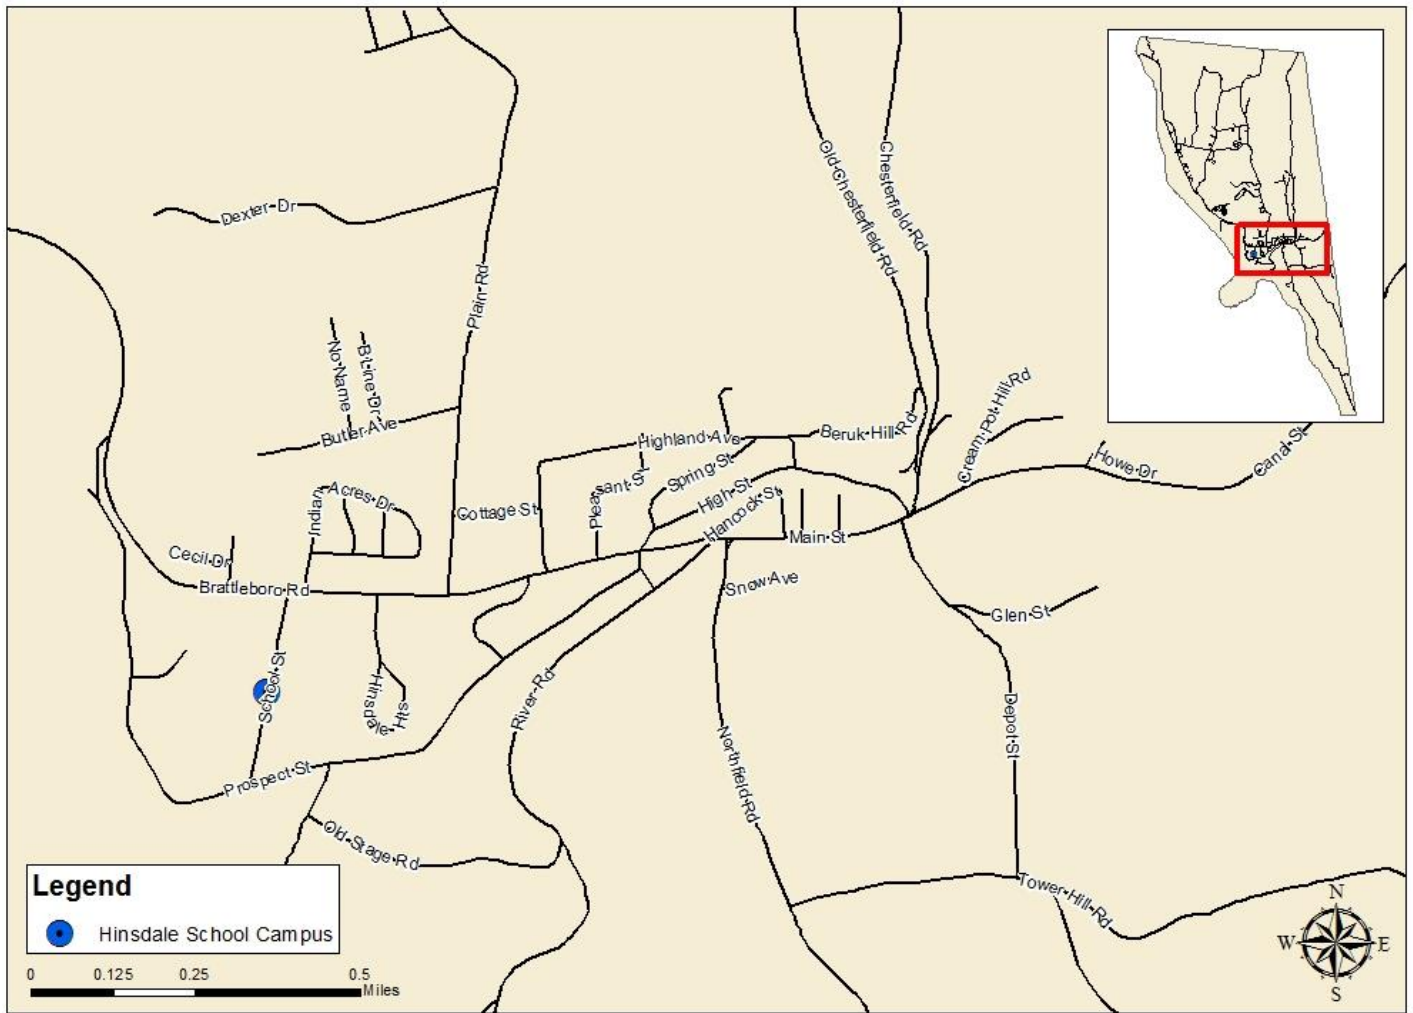 Old-Chesterfield-Rd
Chesterfield-Rd
Dexter-Dr
Plain-Rd
No-Name
B-Line-Dr
Butler-Ave
Highland-Ave
Beruk-Hill-Rd
Cream-Pot-Hill-Rd
Howe-Dr
Canal-St
Spring-St
Pleasant-St
High-St
Hancock-St
Indian-Acres-Dr
Cottage-St
Main-St
Cecil-Dr
Brattleboro-Rd
Snow-Ave
Glen-St
School-St
Hinsdale-Hts
River-Rd
Depot-St
Northfield-Rd
Prospect-St
Old-Stage-Rd
Tower-Hill-Rd
Legend
Hinsdale School Campus
0 0.125 0.25 0.5
Miles
N
W E
S